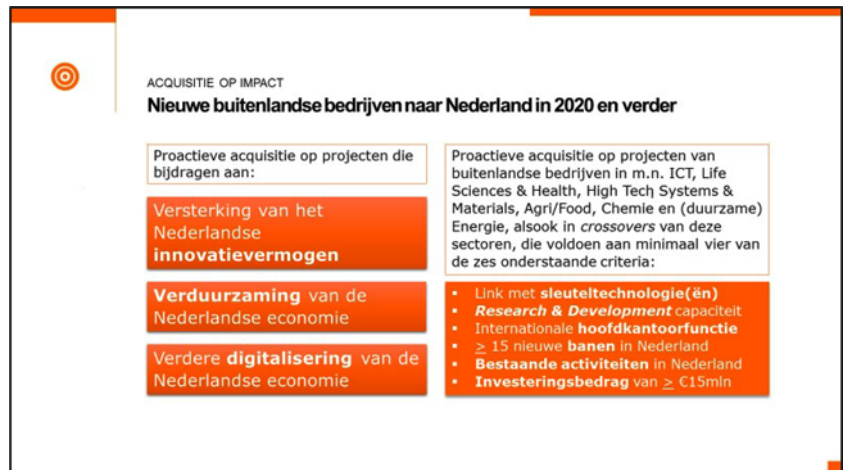 ACQUISITIE OP IMPACT
Nieuwe buitenlandse bedrijven naar Nederland in 2020 en verder
Proactieve acquisitie op projecten die
bijdragen aan:
Versterking van het
Nederlandse
innovatievermogen
Verduurzaming van de
Nederlandse economie
Verdere digitalisering van de
Nederlandse economie
Proactieve acquisitie op projecten van
buitenlandse bedrijven in m.n. ICT, Life
Sciences & Health, High Tech Systems &
Materials, Agri/Food, Chemie en (duurzame)
Energie, alsook in crossovers van deze
sectoren, die voldoen aan minimaal vier van
de zes onderstaande criteria:
▪ Link met sleuteltechnologie(ën)
▪ Research & Development capaciteit
▪ Internationale hoofdkantoorfunctie
▪ ≥ 15 nieuwe banen in Nederland
▪ Bestaande activiteiten in Nederland
▪ Investeringsbedrag van ≥ €15mln